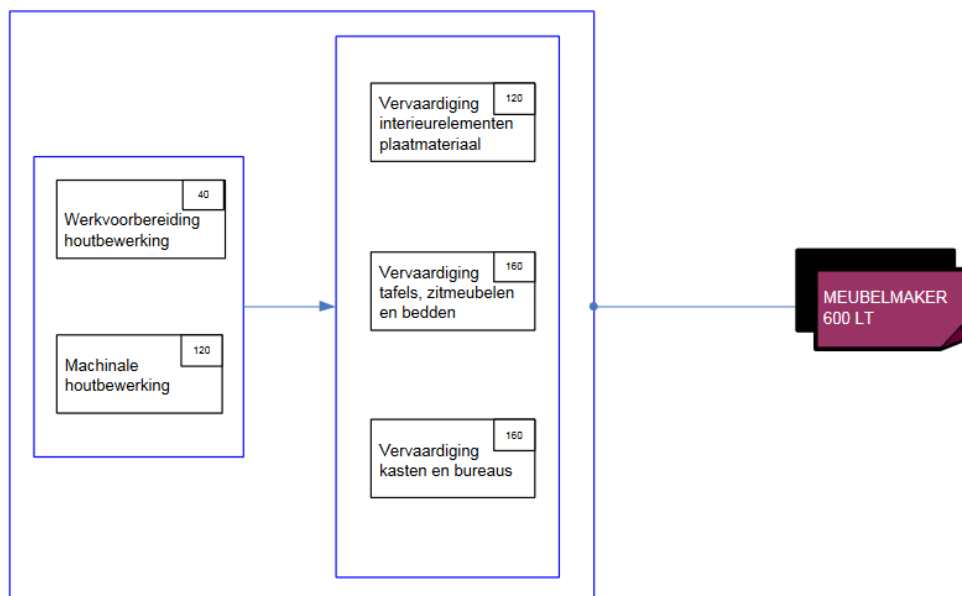 40
Werkvoorbereiding
houtbewerking
120
Machinale
houtbewerking
120
Vervaardiging
interieurelementen
plaatmateriaal
160
Vervaardiging
tafels, zitmeubelen
en bedden
160
Vervaardiging
kasten en bureaus
MEUBELMAKER
600 LT